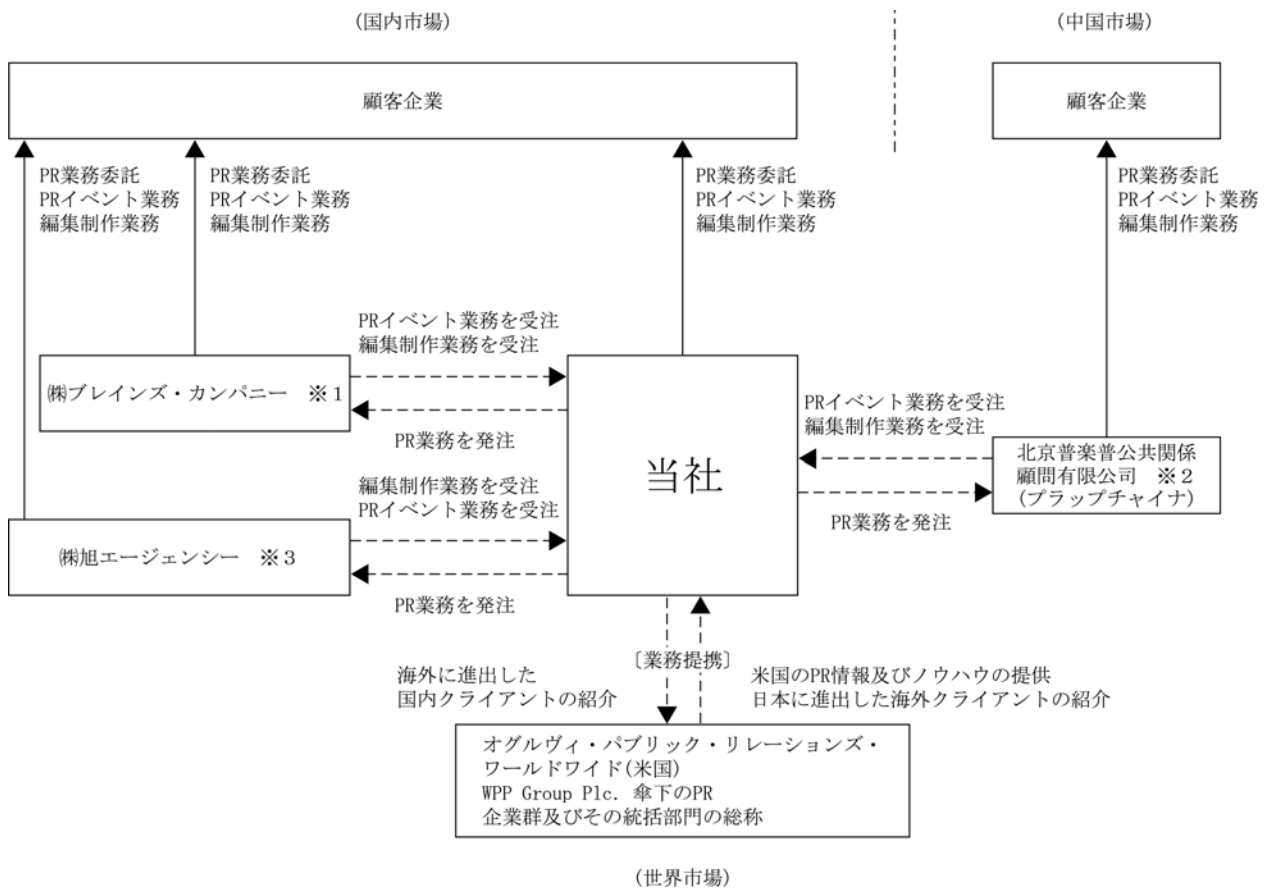 (国内市場)
(中国市場)
顧客企業
顧客企業
PR業務委託
PRイベント業務
編集制作業務
PR業務委託
PRイベント業務
編集制作業務
PR業務委託
PRイベント業務
編集制作業務
PR業務委託
PRイベント業務
編集制作業務
PRイベント業務を受注
編集制作業務を受注
㈱ブレインズ・カンパニー ※1
PR業務を発注
編集制作業務を受注
PRイベント業務を受注
㈱旭エージェンシー ※3
PR業務を発注
当社
PRイベント業務を受注
編集制作業務を受注
北京普楽普公共関係
顧問有限公司 ※2
(プラップチャイナ)
PR業務を発注
〔業務提携〕
海外に進出した
国内クライアントの紹介
米国のPR情報及びノウハウの提供
日本に進出した海外クライアントの紹介
オグルヴィ・パブリック・リレーションズ・
ワールドワイド(米国)
WPP Group Plc. 傘下のPR
企業群及びその統括部門の総称
(世界市場)